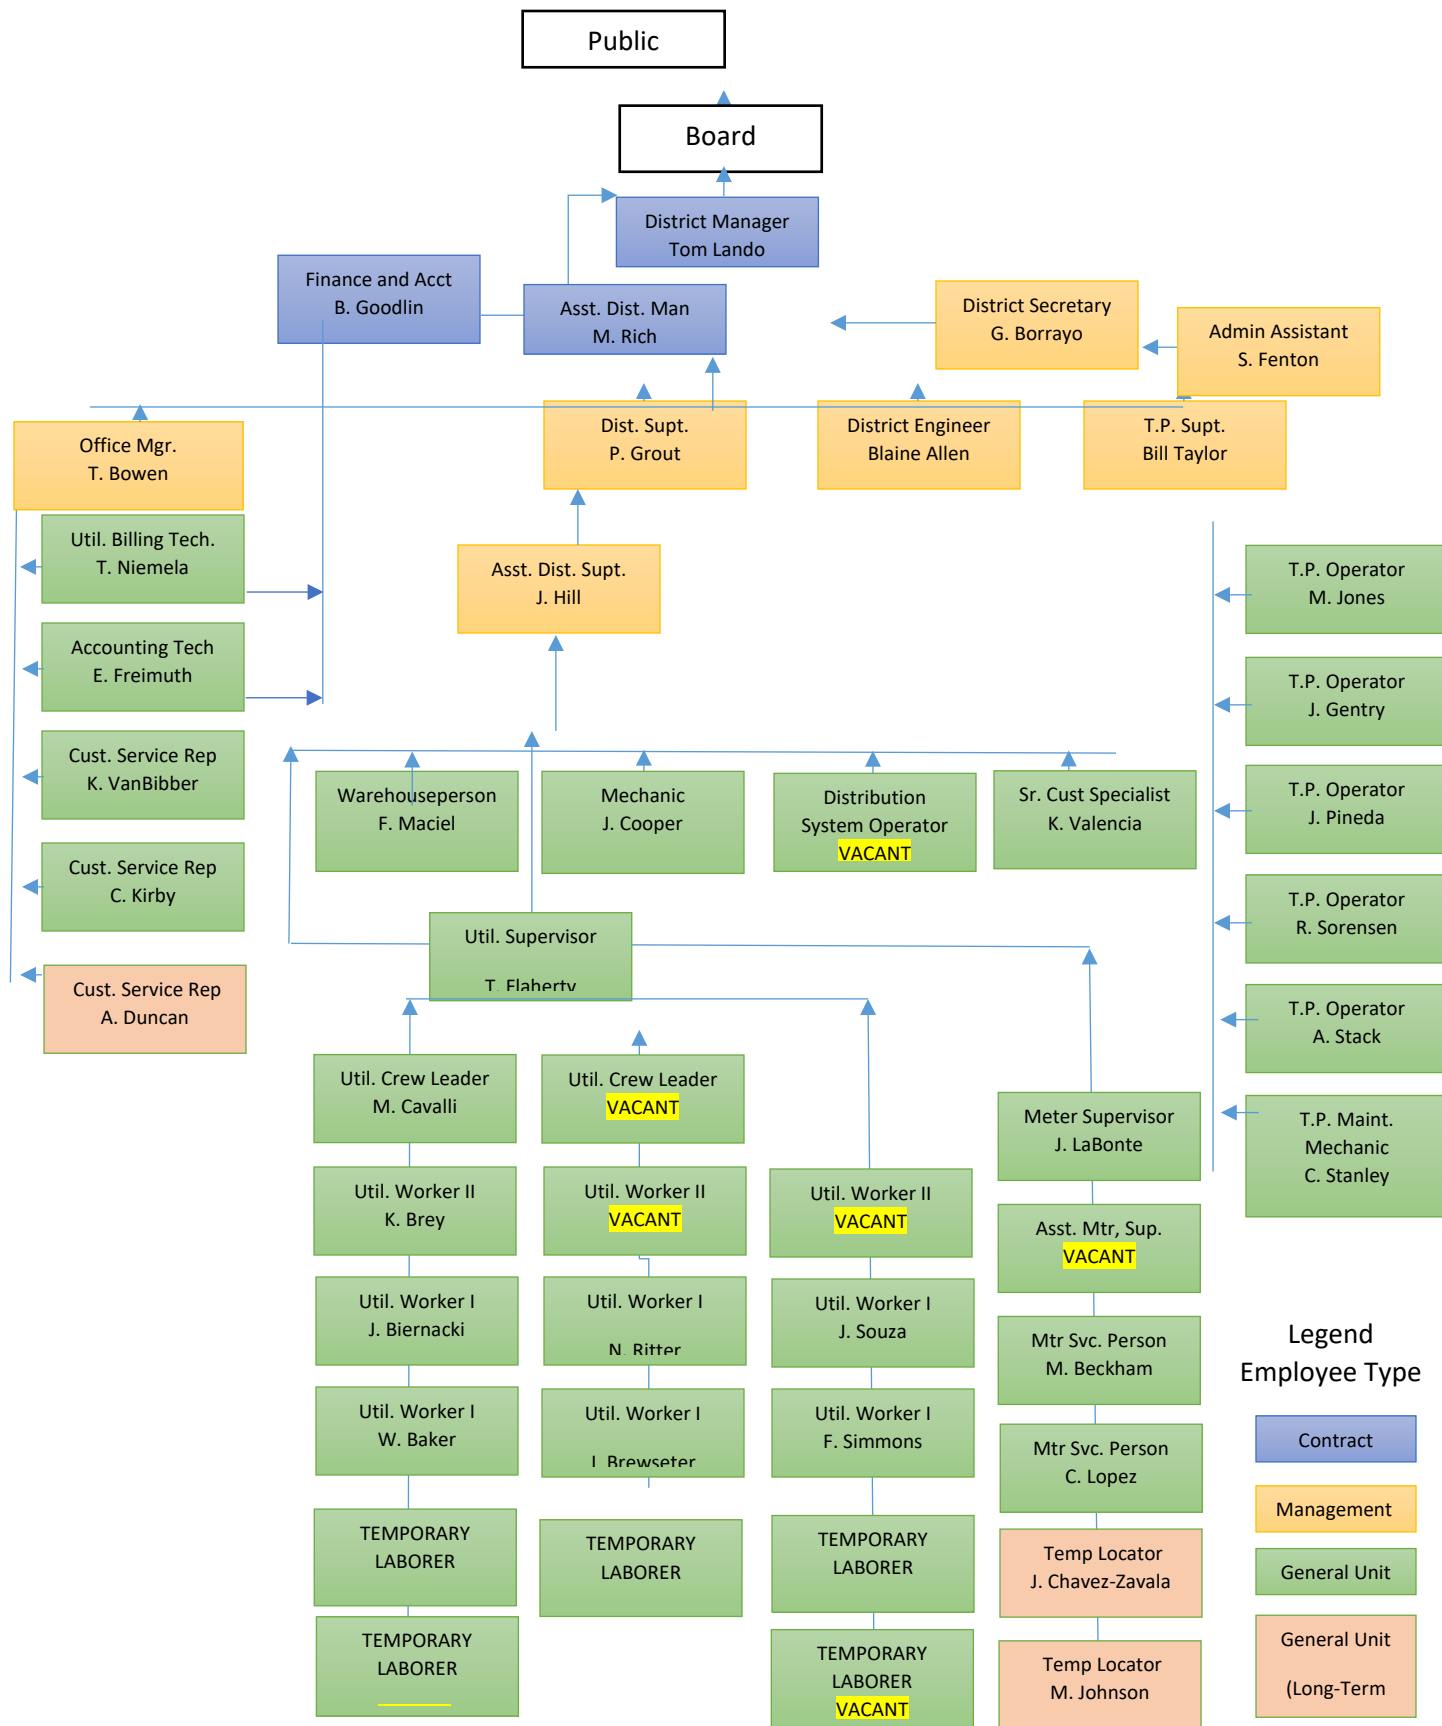 Public
Board
District Manager
Tom Lando
Finance and Acct
B. Goodlin
Asst. Dist. Man
M. Rich
District Secretary
G. Borrayo
Admin Assistant
S. Fenton
Office Mgr.
T. Bowen
Dist. Supt.
P. Grout
District Engineer
Blaine Allen
T.P. Supt.
Bill Taylor
Util. Billing Tech.
T. Niemela
Accounting Tech
E. Freimuth
Cust. Service Rep
K. VanBibber
Cust. Service Rep
C. Kirby
Cust. Service Rep
A. Duncan
Asst. Dist. Supt.
J. Hill
Warehouseperson
F. Maciel
Mechanic
J. Cooper
Distribution
System Operator
VACANT
Sr. Cust Specialist
K. Valencia
Util. Supervisor
T. Flaherty
Util. Crew Leader
M. Cavalli
Util. Worker II
K. Brey
Util. Worker I
J. Biernacki
Util. Worker I
W. Baker
TEMPORARY
LABORER
TEMPORARY
LABORER
Util. Crew Leader
VACANT
Util. Worker II
VACANT
Util. Worker I
N. Ritter
Util. Worker I
J. Brewseter
TEMPORARY
LABORER
Util. Worker II
VACANT
Util. Worker I
J. Souza
Util. Worker I
F. Simmons
TEMPORARY
LABORER
TEMPORARY
LABORER
VACANT
Meter Supervisor
J. LaBonte
Asst. Mtr, Sup.
VACANT
Mtr Svc. Person
M. Beckham
Mtr Svc. Person
C. Lopez
Temp Locator
J. Chavez-Zavala
Temp Locator
M. Johnson
T.P. Operator
M. Jones
T.P. Operator
J. Gentry
T.P. Operator
J. Pineda
T.P. Operator
R. Sorensen
T.P. Operator
A. Stack
T.P. Maint.
Mechanic
C. Stanley
Legend
Employee Type
Contract
Management
General Unit
General Unit
(Long-Term